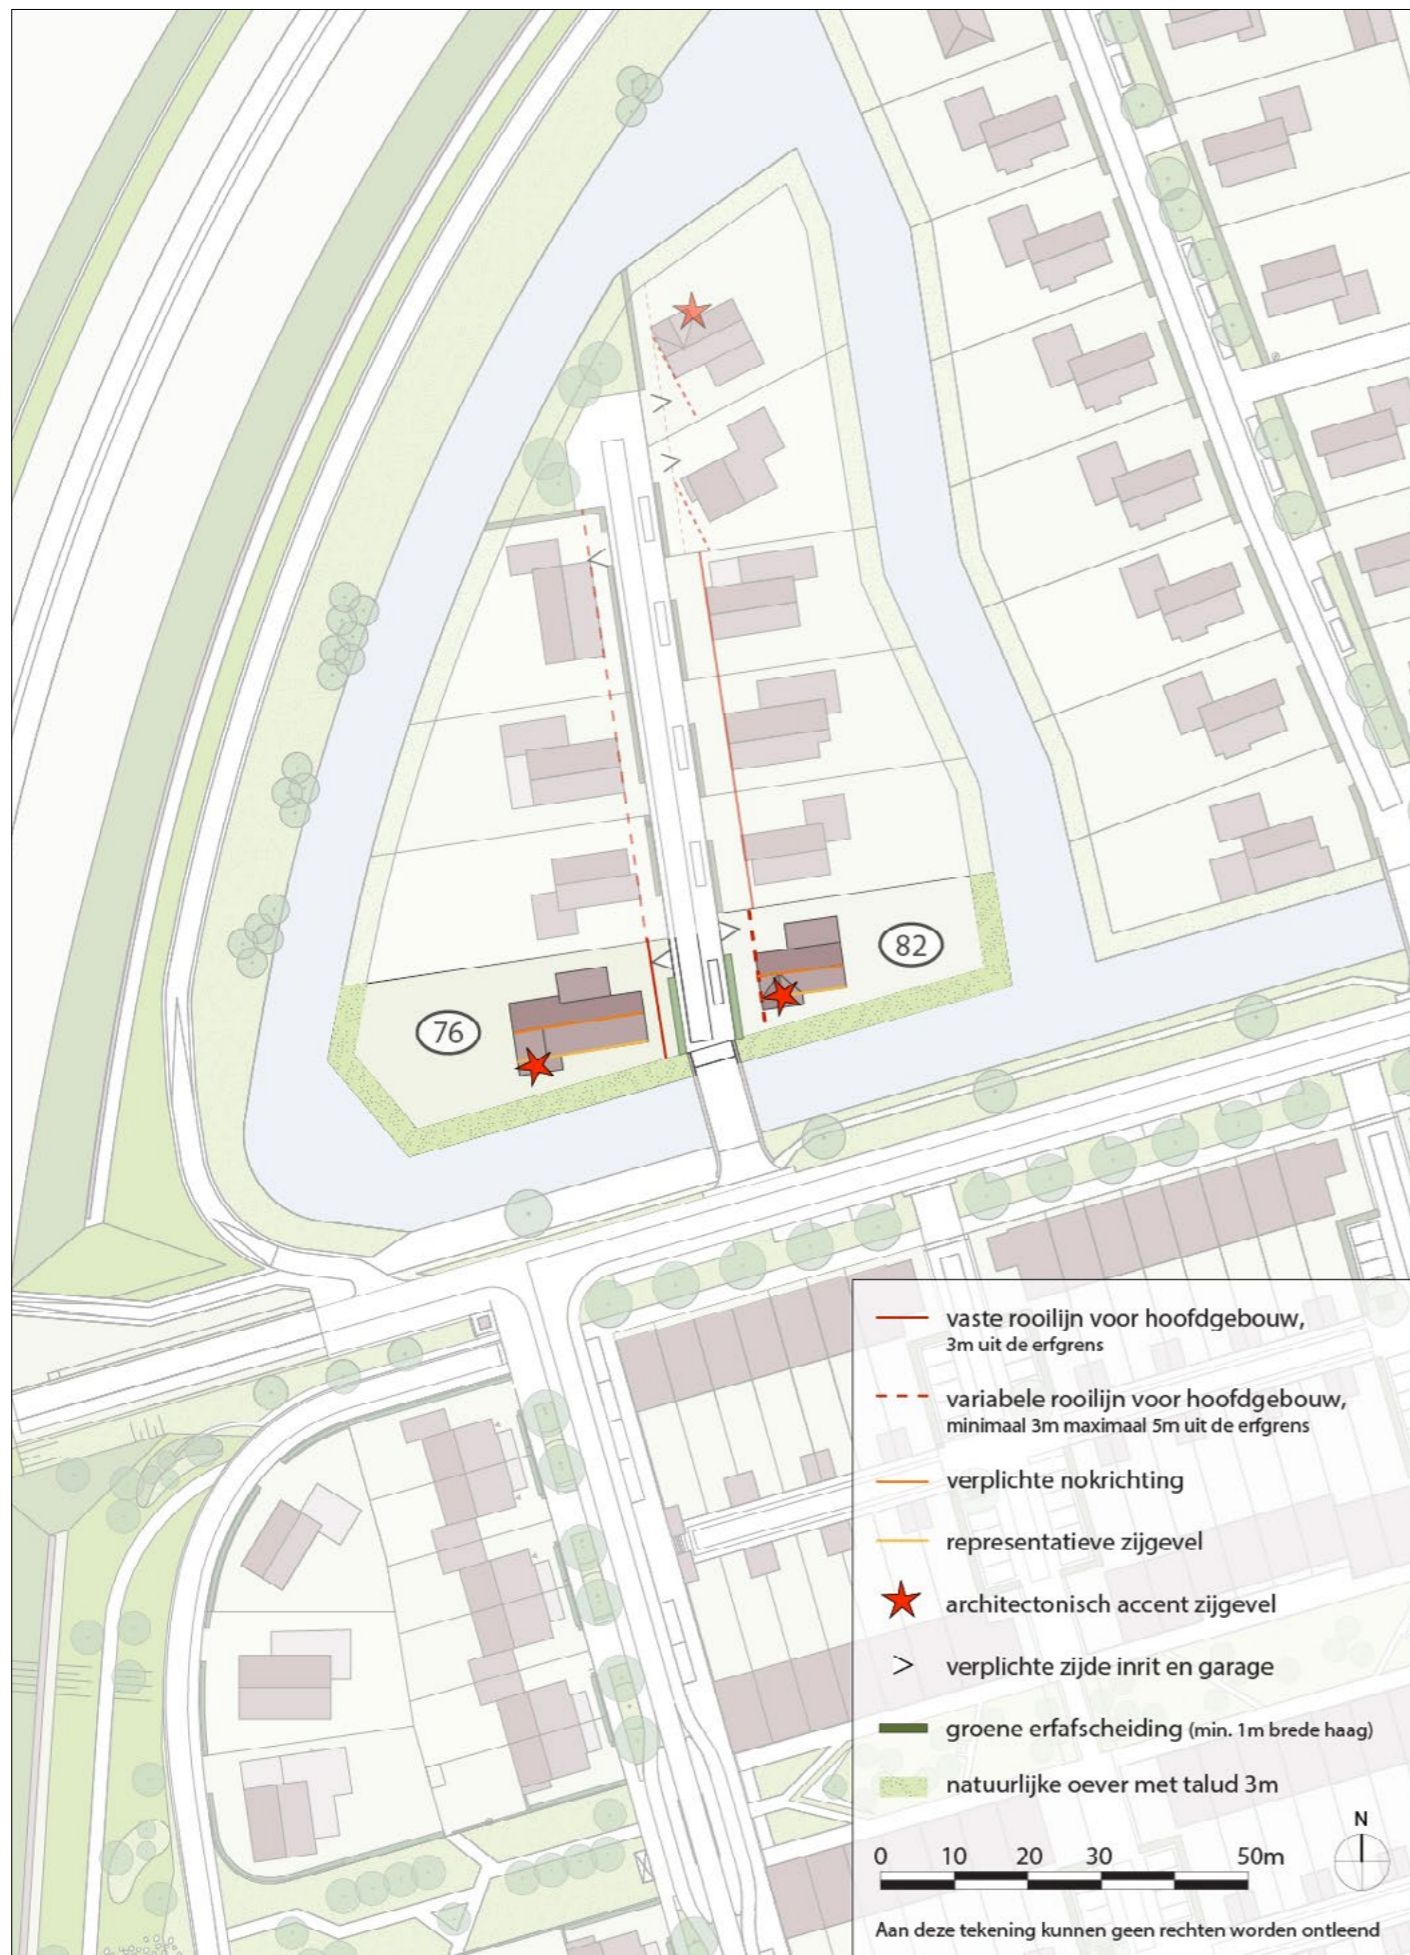 82
76
vaste rooilijn voor hoofdgebouw,
3m uit de erfgrens
variabele rooilijn voor hoofdgebouw,
minimaal 3m maximaal 5m uit de erfgrens
verplichte nokrichting
representatieve zijgevel
architectonisch accent zijgevel
verplichte zijde inrit en garage
groene erfafscheiding (min. 1m brede haag)
natuurlijke oever met talud 3m
N
0 10 20 30 50m
Aan deze tekening kunnen geen rechten worden ontleend